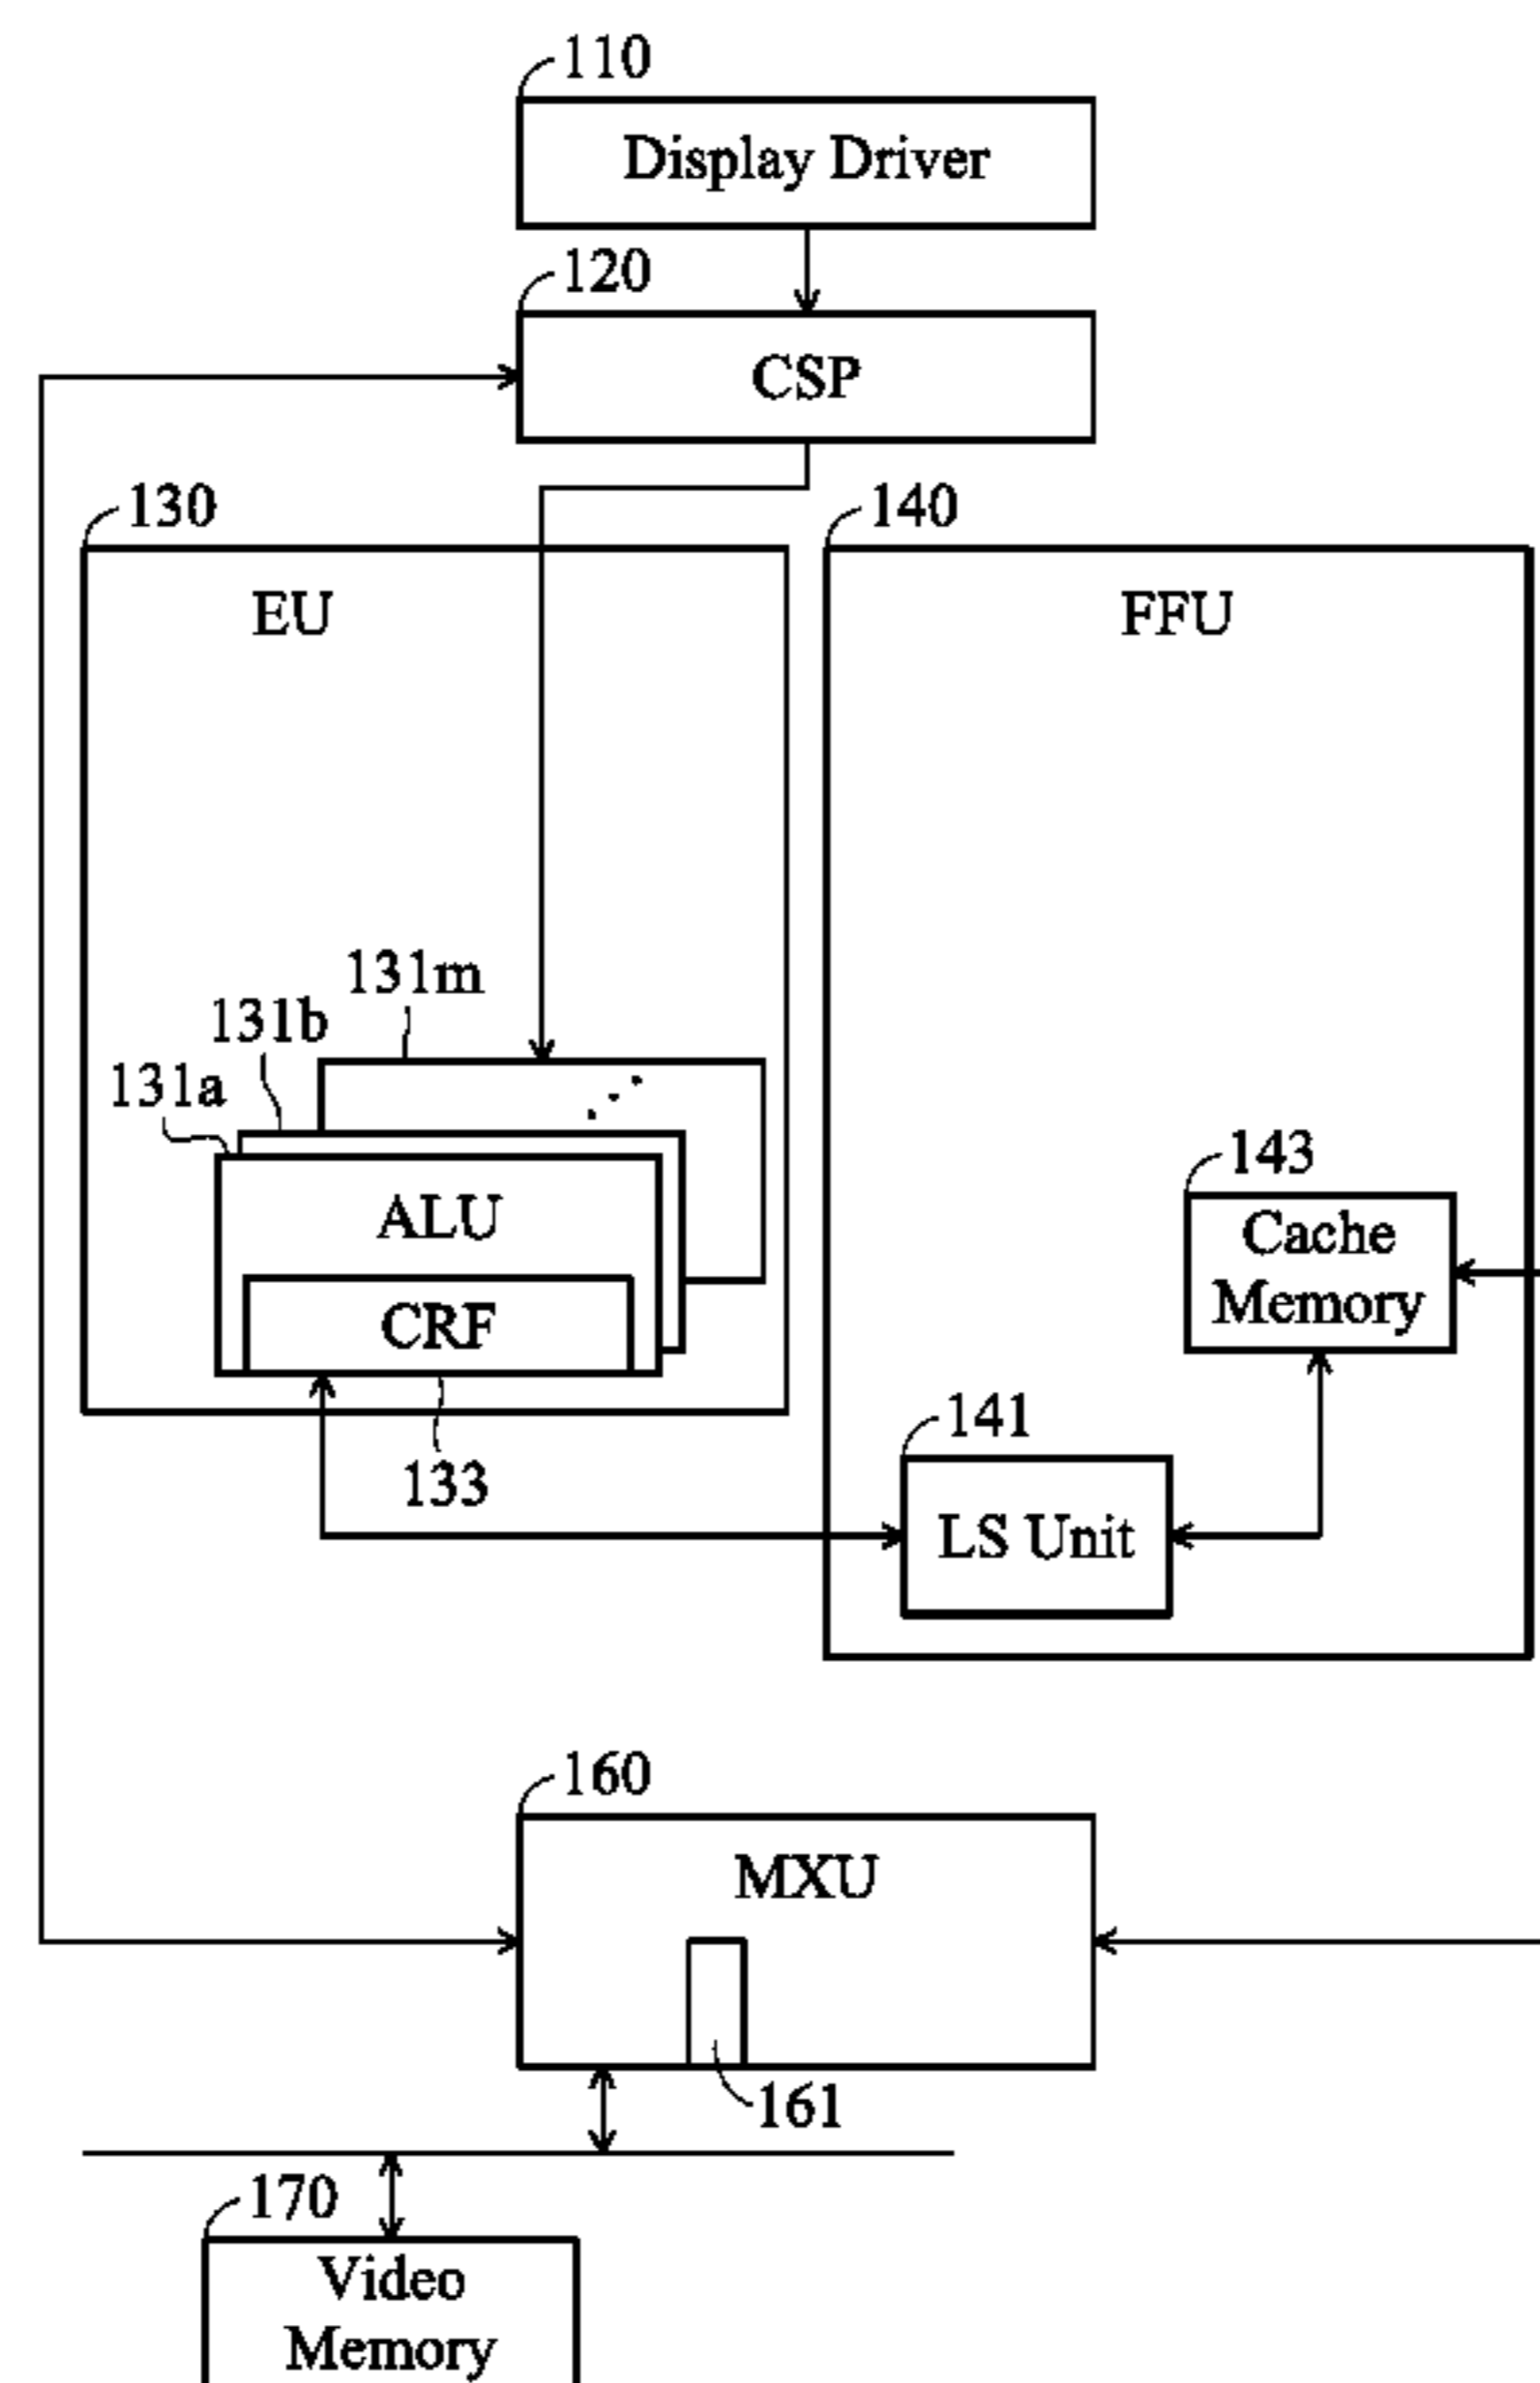 110
Display Driver
120
CSP
130
140
EU
FFU
131m
131b
131a
ALU
CRF
133
143
Cache
Memory
141
LS Unit
160
MXU
161
170
Video
Memory